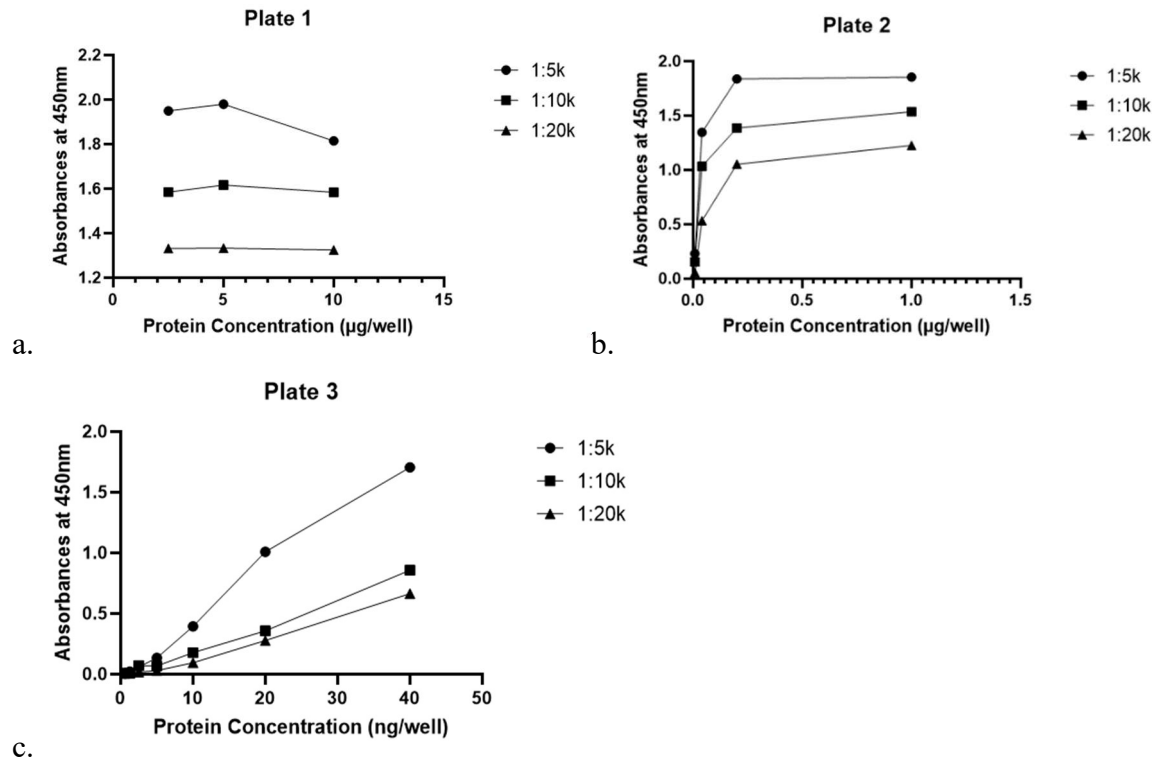 Plate 1
Absorbances at 450nm
2.2
2.0
1.8
1.6
1.4
1.2
0 5 10 15
Protein Concentration (µg/well)
1:5k
1:10k
1:20k
a.
Plate 2
Absorbances at 450nm
2.0
1.5
1.0
0.5
0.0
0.0 0.5 1.0 1.5
Protein Concentration (µg/well)
1:5k
1:10k
1:20k
b.
Plate 3
Absorbances at 450nm
2.0
1.5
1.0
0.5
0.0
0 10 20 30 40 50
Protein Concentration (ng/well)
1:5k
1:10k
1:20k
c.